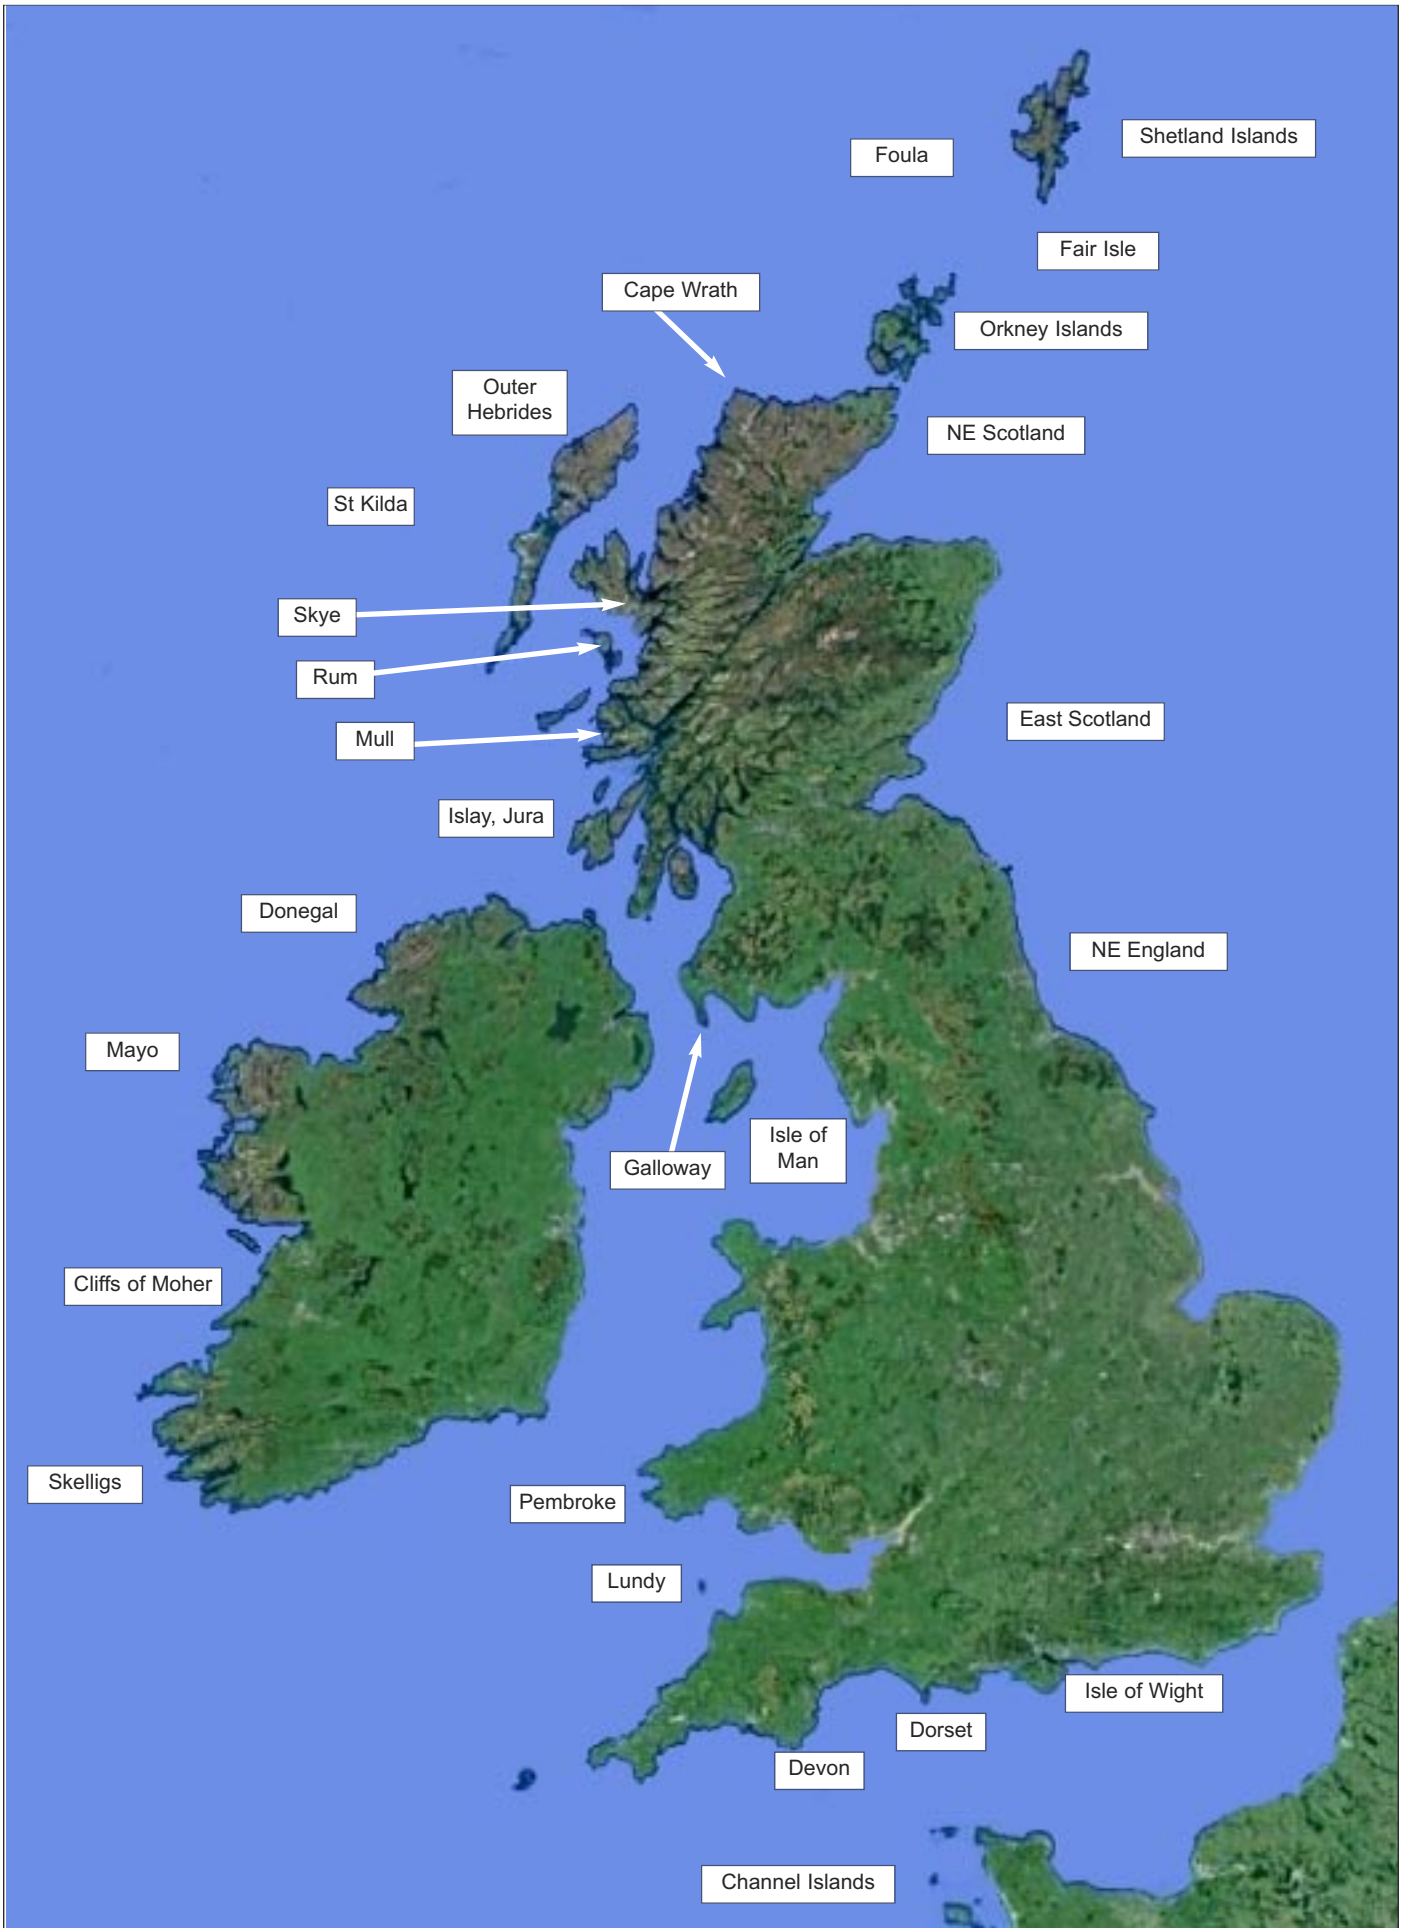 Shetland Islands
Foula
Fair Isle
Cape Wrath
Orkney Islands
Outer
Hebrides
NE Scotland
St Kilda
Skye
Rum
East Scotland
Mull
Islay, Jura
Donegal
NE England
Mayo
Isle of
Man
Galloway
Cliffs of Moher
Skelligs
Pembroke
Lundy
Isle of Wight
Dorset
Devon
Channel Islands